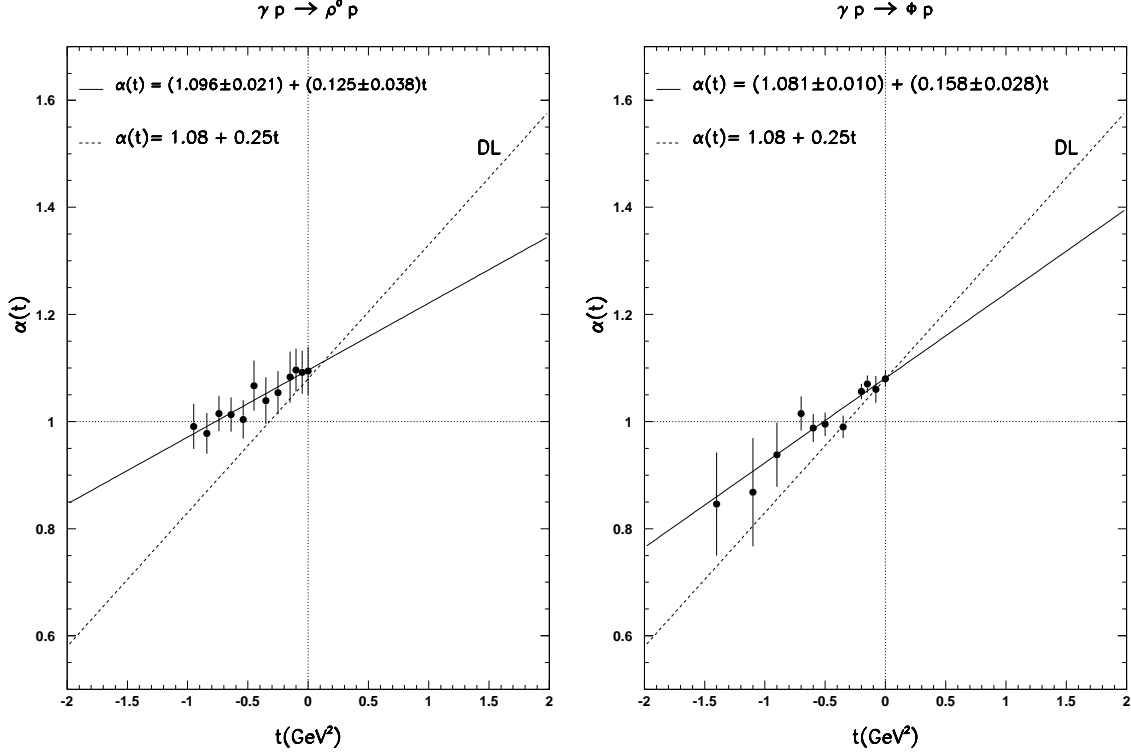 γ p → ρ⁰ p
α(t) = (1.096±0.021) + (0.125±0.038)t
α(t)= 1.08 + 0.25t
DL
1.6
1.4
1.2
1
0.8
0.6
α(t)
-2 -1.5 -1 -0.5 0 0.5 1 1.5 2
t(GeV²)
γ p → Φ p
α(t) = (1.081±0.010) + (0.158±0.028)t
α(t)= 1.08 + 0.25t
DL
1.6
1.4
1.2
1
0.8
0.6
α(t)
-2 -1.5 -1 -0.5 0 0.5 1 1.5 2
t(GeV²)